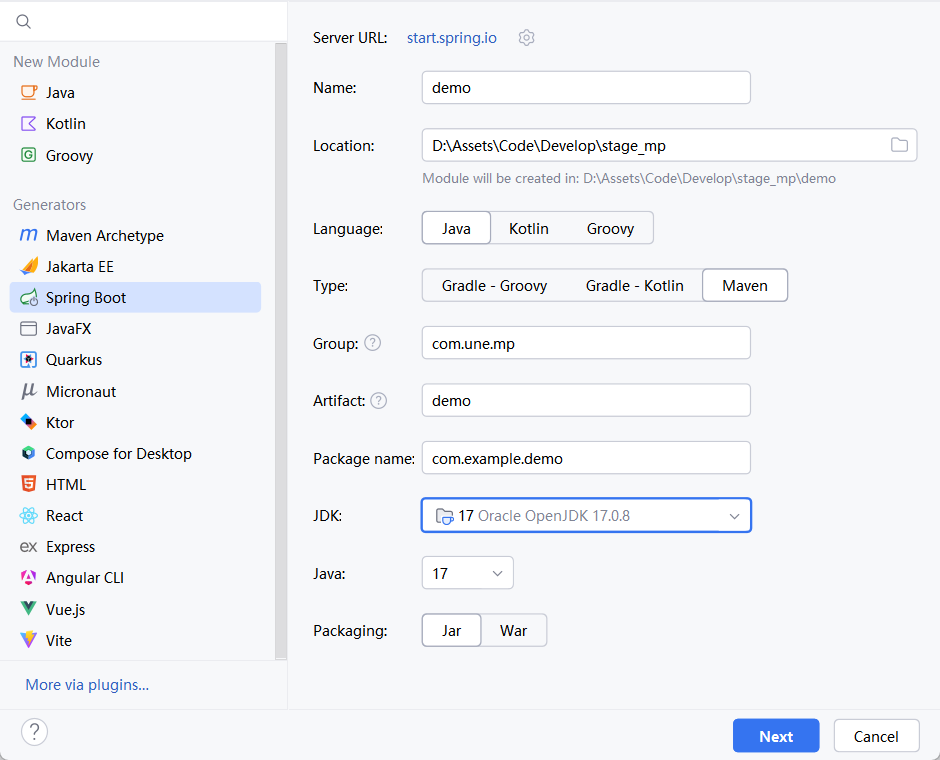 New Module
Java
Kotlin
Groovy
Generators
Maven Archetype
Jakarta EE
Spring Boot
JavaFX
Quarkus
Micronaut
Ktor
Compose for Desktop
HTML
React
Express
Angular CLI
Vue.js
Vite
More via plugins...
Server URL: start.spring.io
Name: demo
Location: D:\Assets\Code\Develop\stage_mp
Module will be created in: D:\Assets\Code\Develop\stage_mp\demo
Language: Java Kotlin Groovy
Type: Gradle - Groovy Gradle - Kotlin Maven
Group: ? com.une.mp
Artifact: ? demo
Package name: com.example.demo
JDK: 17 Oracle OpenJDK 17.0.8
Java: 17
Packaging: Jar War
? Next Cancel